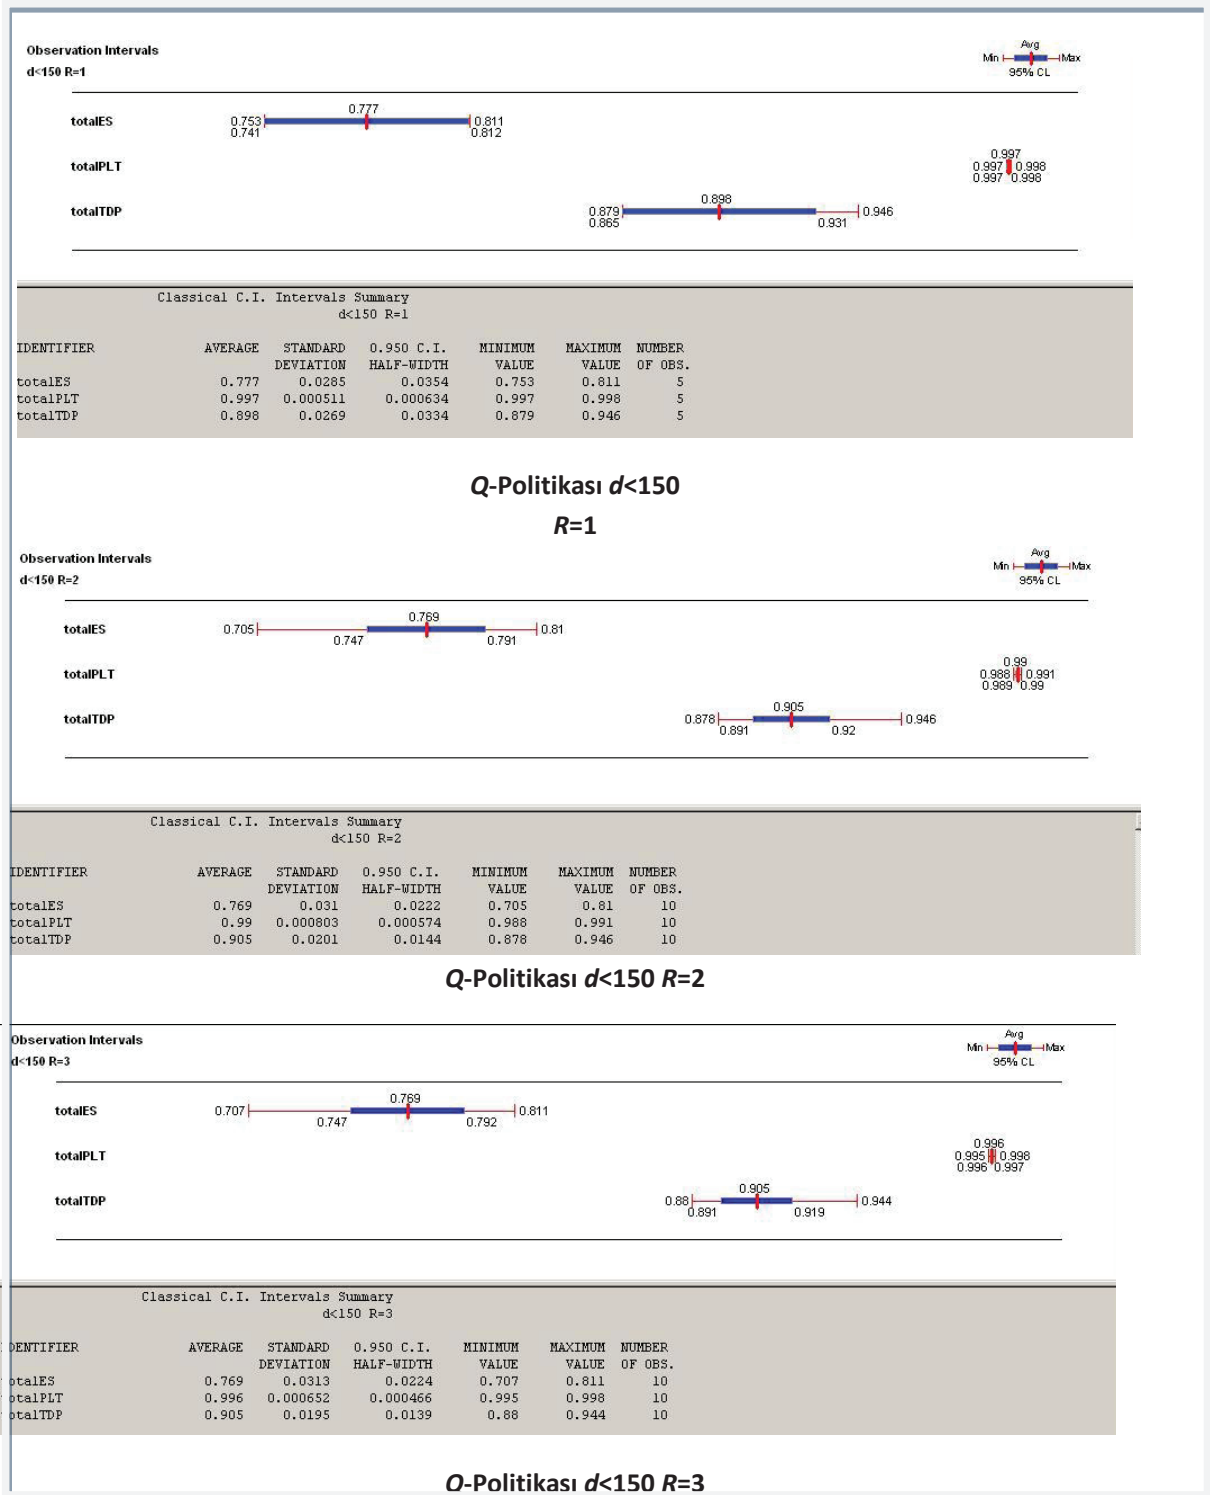 Observation Intervals
d<150 R=1
Avg
Min Max
95% CL
totalES
0.777
0.753 0.811
0.741 0.812
totalPLT
0.997
0.997 0.998
0.997 0.998
totalTDP
0.898
0.879 0.946
0.865 0.931
Classical C.I. Intervals Summary
d<150 R=1
IDENTIFIER AVERAGE STANDARD 0.950 C.I. MINIMUM MAXIMUM NUMBER
DEVIATION HALF-WIDTH VALUE VALUE OF OBS.
totalES 0.777 0.0285 0.0354 0.753 0.811 5
totalPLT 0.997 0.000511 0.000634 0.997 0.998 5
totalTDP 0.898 0.0269 0.0334 0.879 0.946 5
Q-Politikası d<150
R=1
Observation Intervals
d<150 R=2
Avg
Min Max
95% CL
totalES
0.769
0.705 0.81
0.747 0.791
totalPLT
0.99
0.988 0.991
0.989 0.99
totalTDP
0.905
0.878 0.946
0.891 0.92
Classical C.I. Intervals Summary
d<150 R=2
IDENTIFIER AVERAGE STANDARD 0.950 C.I. MINIMUM MAXIMUM NUMBER
DEVIATION HALF-WIDTH VALUE VALUE OF OBS.
totalES 0.769 0.031 0.0222 0.705 0.81 10
totalPLT 0.99 0.000803 0.000574 0.988 0.991 10
totalTDP 0.905 0.0201 0.0144 0.878 0.946 10
Q-Politikası d<150 R=2
Observation Intervals
d<150 R=3
Avg
Min Max
95% CL
totalES
0.769
0.707 0.811
0.747 0.792
totalPLT
0.996
0.995 0.998
0.996 0.997
totalTDP
0.905
0.88 0.944
0.891 0.919
Classical C.I. Intervals Summary
d<150 R=3
DENTIFIER AVERAGE STANDARD 0.950 C.I. MINIMUM MAXIMUM NUMBER
DEVIATION HALF-WIDTH VALUE VALUE OF OBS.
otalES 0.769 0.0313 0.0224 0.707 0.811 10
otalPLT 0.996 0.000652 0.000466 0.995 0.998 10
otalTDP 0.905 0.0195 0.0139 0.88 0.944 10
Q-Politikası d<150 R=3